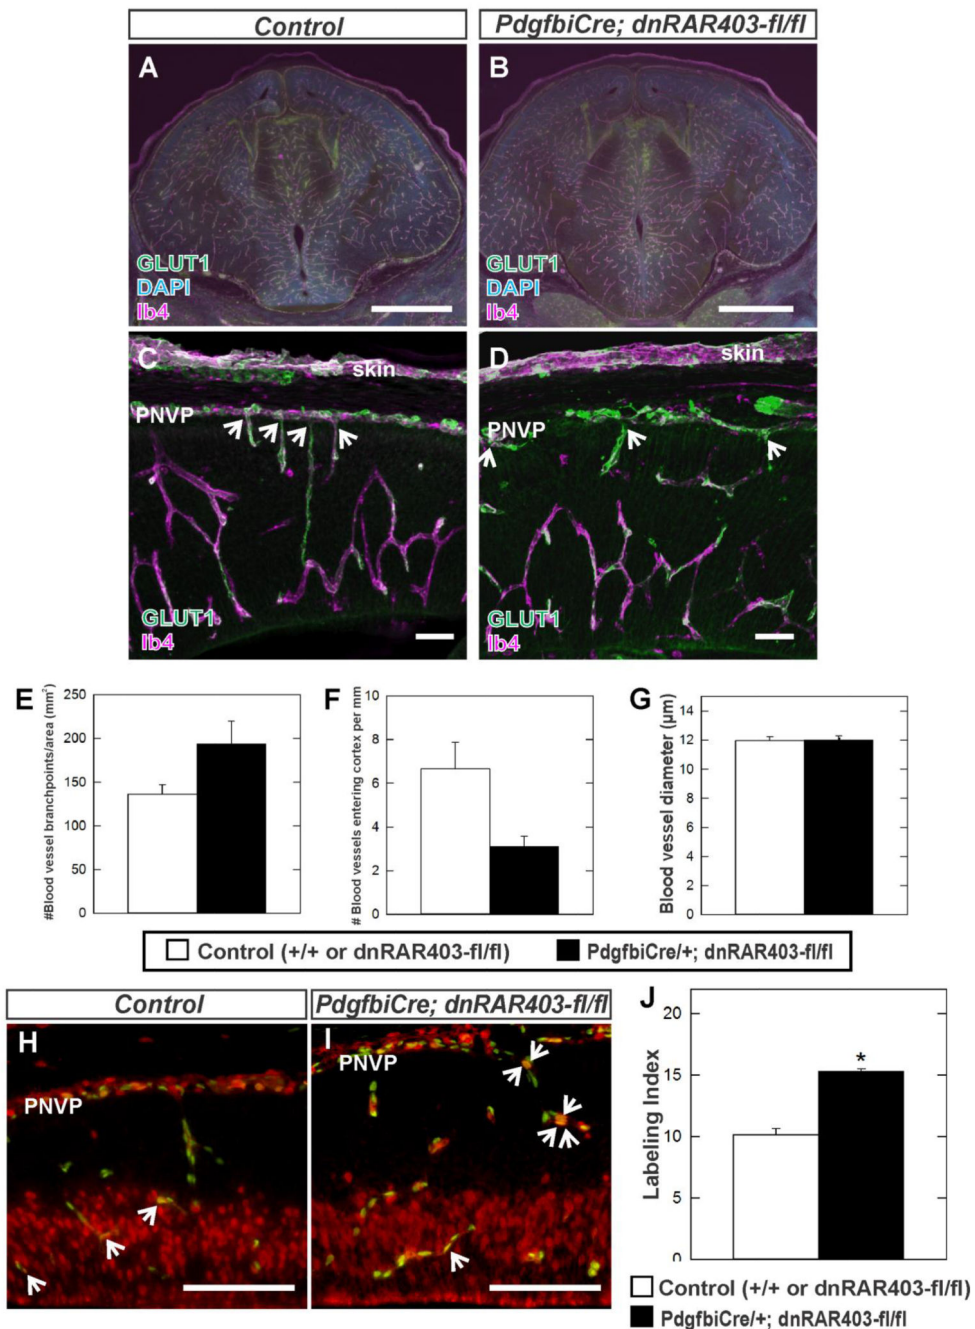 Control
PdgfbiCre; dnRAR403-fl/fl
A
B
GLUT1
DAPI
Ib4
GLUT1
DAPI
Ib4
C
skin
PNVP
GLUT1
Ib4
D
skin
PNVP
GLUT1
Ib4
E
#Blood vessel branchpoints/area (mm²)
250
200
150
100
50
0
F
# Blood vessels entering cortex per mm
10
8
6
4
2
0
G
Blood vessel diameter (µm)
14
12
10
8
6
4
2
0
Control (+/+ or dnRAR403-fl/fl)
PdgfbiCre/+; dnRAR403-fl/fl
Control
PdgfbiCre; dnRAR403-fl/fl
H
PNVP
I
PNVP
J
Labeling Index
20
15
10
5
0
*
Control (+/+ or dnRAR403-fl/fl)
PdgfbiCre/+; dnRAR403-fl/fl